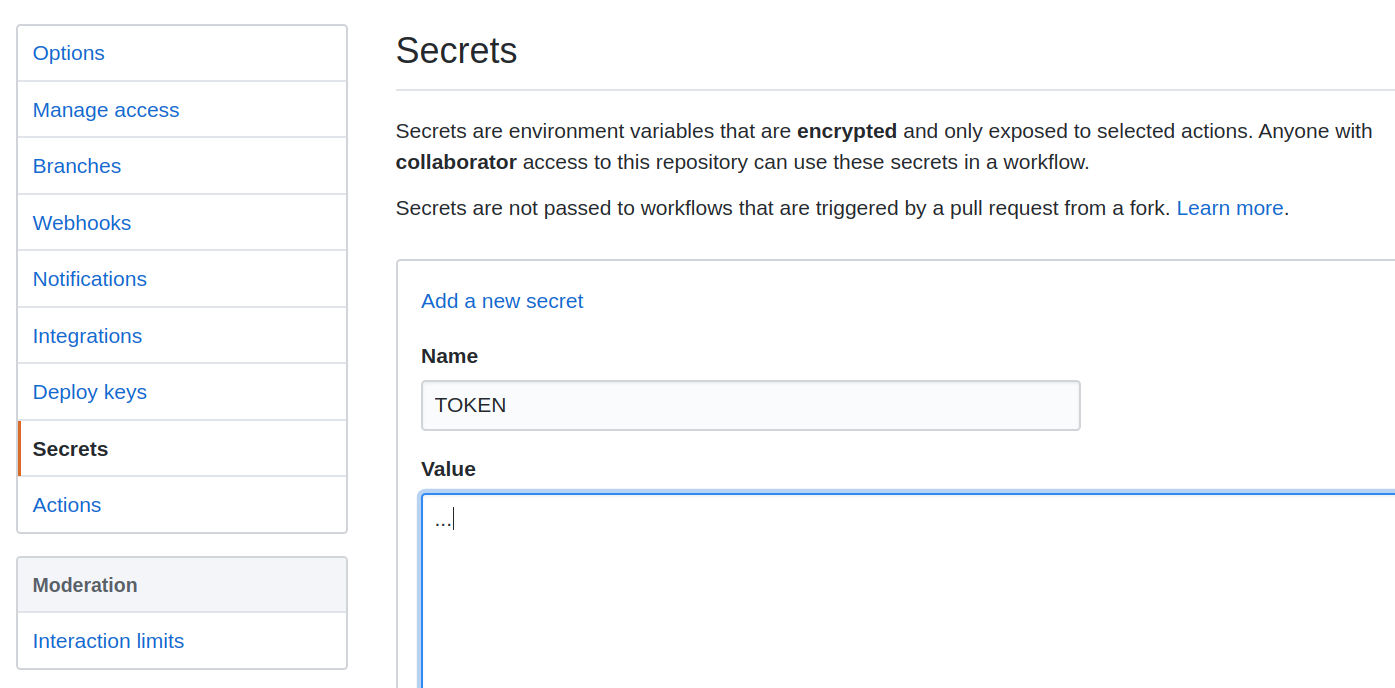 Options
Manage access
Branches
Webhooks
Notifications
Integrations
Deploy keys
Secrets
Actions
Moderation
Interaction limits
Secrets
Secrets are environment variables that are encrypted and only exposed to selected actions. Anyone with
collaborator access to this repository can use these secrets in a workflow.
Secrets are not passed to workflows that are triggered by a pull request from a fork. Learn more.
Add a new secret
Name
TOKEN
Value
...